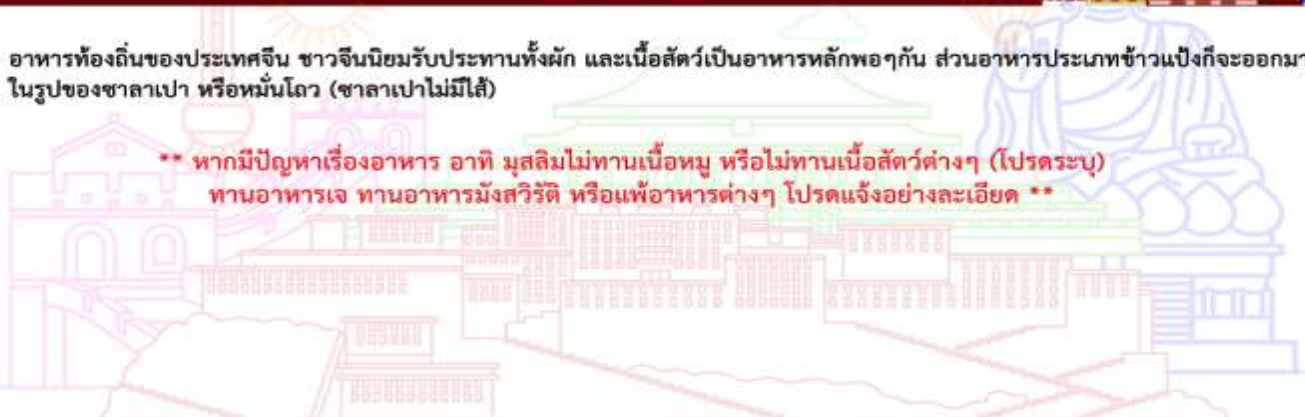 อาหารท้องถิ่นของประเทศจีน ชาวจีนนิยมรับประทานทั้งผัก และเนื้อสัตว์เป็นอาหารหลักพอๆกัน ส่วนอาหารประเภทข้าวแป้งก็จะออกมา
ในรูปของซาลาเปา หรือหมั่นโถว (ซาลาเปาไม่มีไส้)
** หากมีปัญหาเรื่องอาหาร อาทิ มุสลิมไม่ทานเนื้อหมู หรือไม่ทานเนื้อสัตว์ต่างๆ (โปรดระบุ)
ทานอาหารเจ ทานอาหารมังสวิรัติ หรือแพ้อาหารต่างๆ โปรดแจ้งอย่างละเอียด **